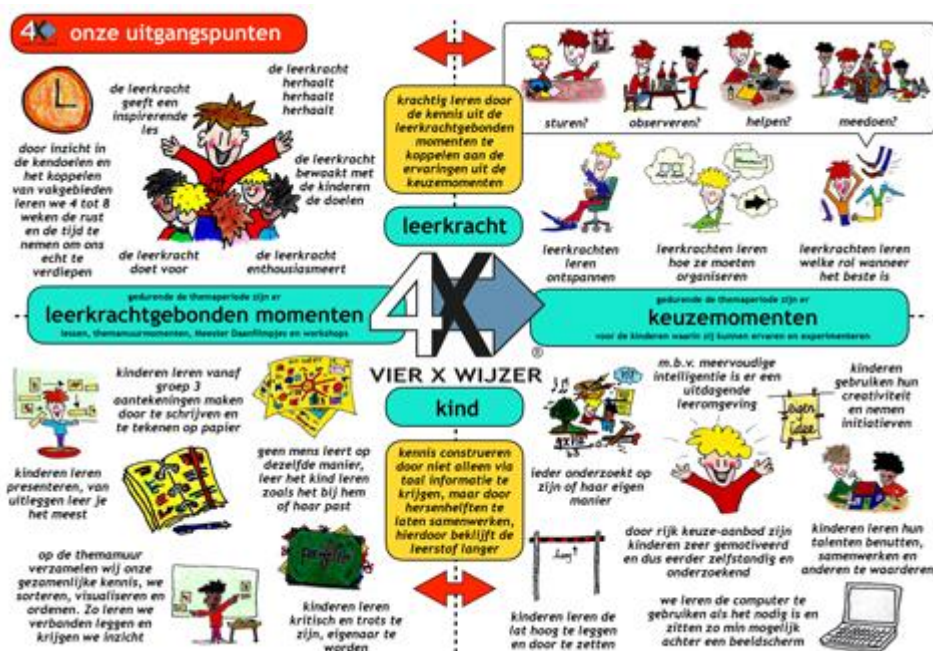 4X onze uitgangspunten
de leerkracht
geeft een
inspirerende
les
de leerkracht
herhaalt
herhaalt
herhaalt
door inzicht in
de kendoelen en
het koppelen
van vakgebieden
leren we 4 tot 8
weken de rust
en de tijd te
nemen om ons
echt te
verdiepen
de leerkracht
bewaakt met
de kinderen
de doelen
de leerkracht
doet voor
de leerkracht
enthousiasmeert
krachtig leren door
de kennis uit de
leerkrachtgebonden
momenten te
koppelen aan de
ervaringen uit de
keuzemomenten
sturen?
observeren?
helpen?
meedoen?
leerkrachten
leren
ontspannen
leerkrachten leren
hoe ze moeten
organiseren
leerkrachten leren
welke rol wanneer
het beste is
leerkracht
gedurende de themaperiode zijn er
leerkrachtgebonden momenten
lessen, themamuurmomenten, Meester Daanfilmpjes en workshops
4X
®
VIER X WIJZER
gedurende de themaperiode zijn er
keuzemomenten
voor de kinderen waarin zij kunnen ervaren en experimenteren
kind
kinderen leren vanaf
groep 3
aantekeningen maken
door te schrijven en
te tekenen op papier
kinderen leren
presenteren, van
uitleggen leer je
het meest
geen mens leert op
dezelfde manier,
leer het kind leren
zoals het bij hem
of haar past
op de themamuur
verzamelen wij onze
gezamenlijke kennis, we
sorteren, visualiseren en
ordenen. Zo leren we
verbanden leggen en
krijgen we inzicht
kinderen leren
kritisch en trots te
zijn, eigenaar te
worden
kennis construeren
door niet alleen via
taal informatie te
krijgen, maar door
hersenhelften te
laten samenwerken,
hierdoor beklijft de
leerstof langer
m.b.v. meervoudige
intelligentie is er een
uitdagende
leeromgeving
eigen
idee
kinderen
gebruiken hun
creativiteit
en nemen
initiatieven
ieder onderzoekt op
zijn of haar eigen
manier
hoog
door rijk keuze-aanbod zijn
kinderen zeer gemotiveerd
en dus eerder zelfstandig en
onderzoekend
kinderen leren hun
talenten benutten,
samenwerken en
anderen te waarderen
kinderen leren de
lat hoog te leggen
en door te zetten
we leren de computer te
gebruiken als het nodig is en
zitten zo min mogelijk
achter een beeldscherm